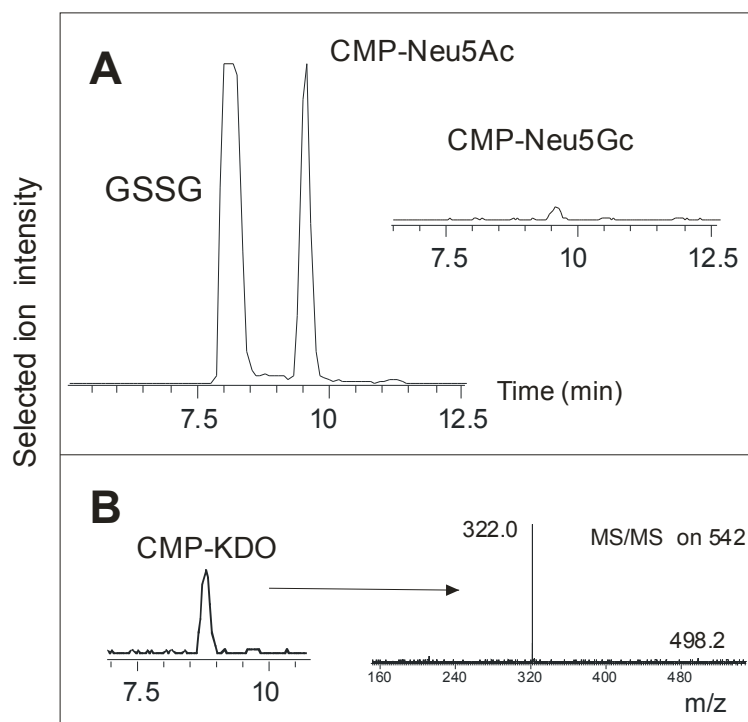 A
CMP-Neu5Ac
GSSG
CMP-Neu5Gc
7.5 10 12.5
Time (min)
7.5 10 12.5
Selected ion intensity
B
CMP-KDO
322.0
MS/MS on 542
498.2
7.5 10
160 240 320 400 480
m/z